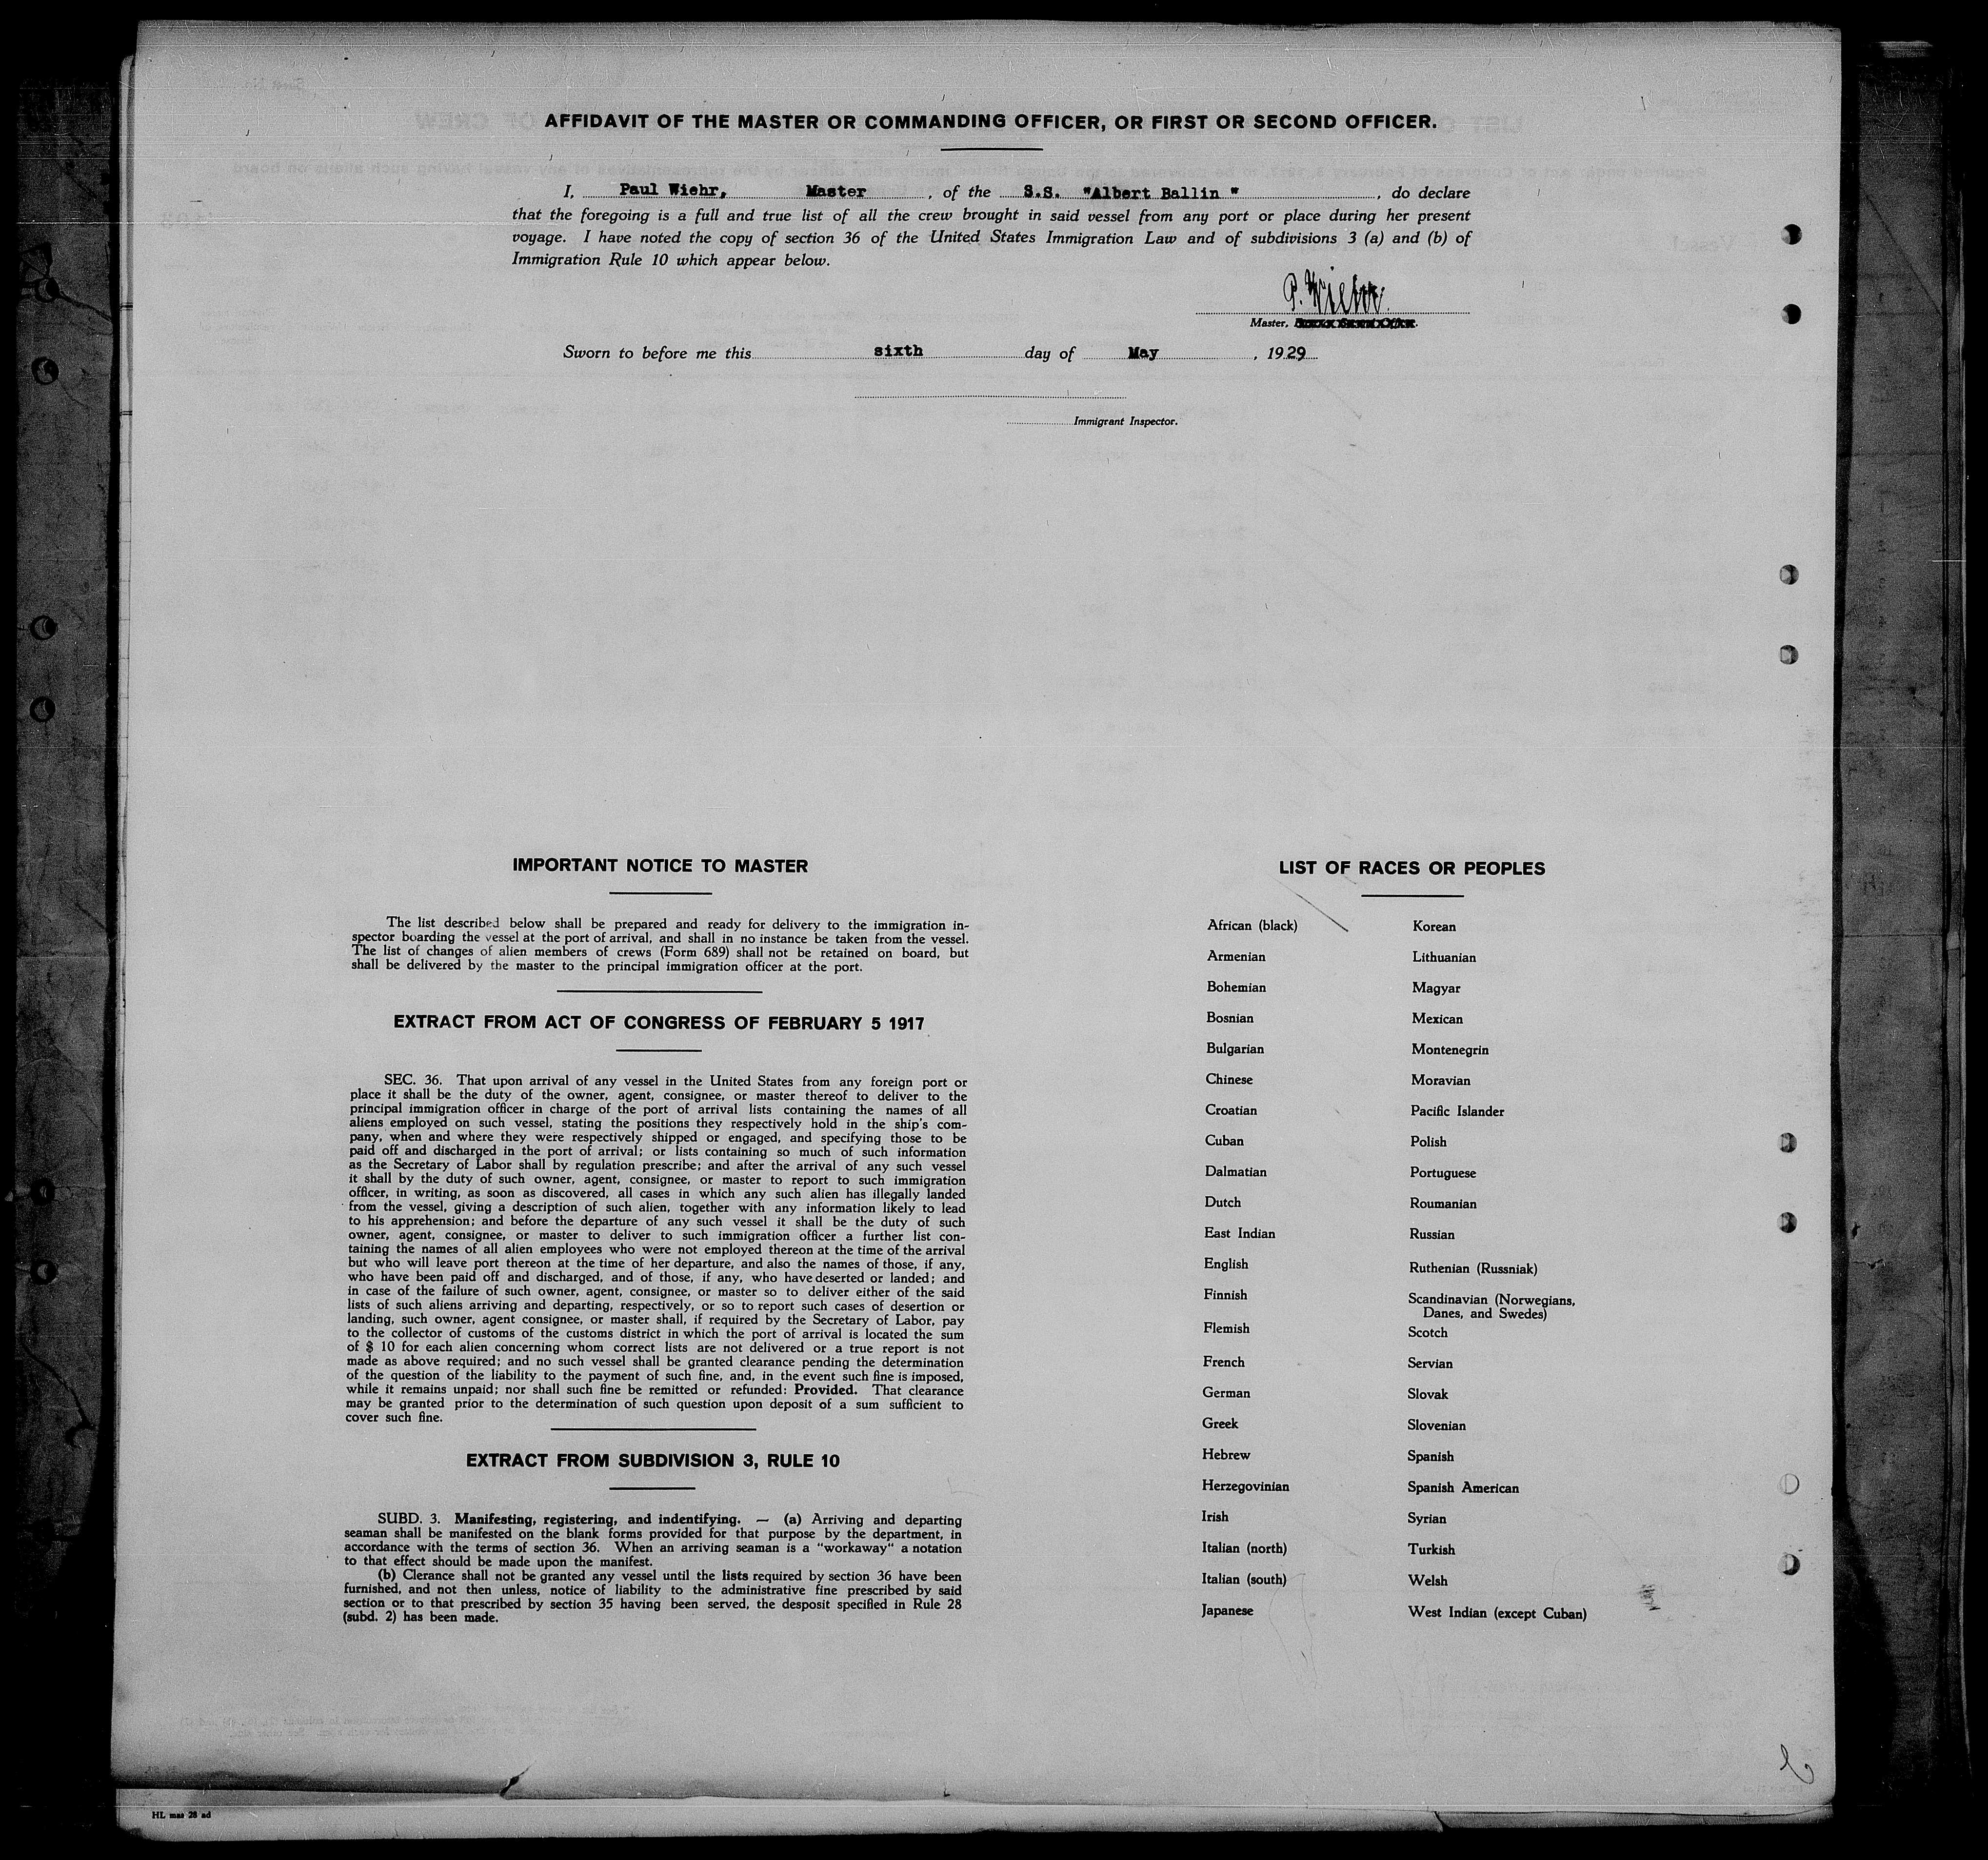 AFFIDAVIT OF THE MASTER OR COMMANDING OFFICER, OR FIRST OR SECOND OFFICER.
I, Paul Wiehr, Master, of the S.S. "Albert Ballin", do declare
that the foregoing is a full and true list of all the crew brought in said vessel from any port or place during her present
voyage. I have noted the copy of section 36 of the United States Immigration Law and of subdivisions 3 (a) and (b) of
Immigration Rule 10 which appear below.
P. Wiehr.
Master,
Sworn to before me this sixth day of May, 1929
Immigrant Inspector.
IMPORTANT NOTICE TO MASTER
The list described below shall be prepared and ready for delivery to the immigration in-
spector boarding the vessel at the port of arrival, and shall in no instance be taken from the vessel.
The list of changes of alien members of crews (Form 689) shall not be retained on board, but
shall be delivered by the master to the principal immigration officer at the port.
EXTRACT FROM ACT OF CONGRESS OF FEBRUARY 5 1917
SEC. 36. That upon arrival of any vessel in the United States from any foreign port or
place it shall be the duty of the owner, agent, consignee, or master thereof to deliver to the
principal immigration officer in charge of the port of arrival lists containing the names of all
aliens employed on such vessel, stating the positions they respectively hold in the ship's com-
pany, when and where they were respectively shipped or engaged, and specifying those to be
paid off and discharged in the port of arrival; or lists containing so much of such information
as the Secretary of Labor shall by regulation prescribe; and after the arrival of any such vessel
it shall by the duty of such owner, agent, consignee, or master to report to such immigration
officer, in writing, as soon as discovered, all cases in which any such alien has illegally landed
from the vessel, giving a description of such alien, together with any information likely to lead
to his apprehension; and before the departure of any such vessel it shall be the duty of such
owner, agent, consignee, or master to deliver to such immigration officer a further list con-
taining the names of all alien employees who were not employed thereon at the time of the arrival
but who will leave port thereon at the time of her departure, and also the names of those, if any,
who have been paid off and discharged, and of those, if any, who have deserted or landed; and
in case of the failure of such owner, agent, consignee, or master so to deliver either of the said
lists of such aliens arriving and departing, respectively, or so to report such cases of desertion or
landing, such owner, agent consignee, or master shall, if required by the Secretary of Labor, pay
to the collector of customs of the customs district in which the port of arrival is located the sum
of $ 10 for each alien concerning whom correct lists are not delivered or a true report is not
made as above required; and no such vessel shall be granted clearance pending the determination
of the question of the liability to the payment of such fine, and, in the event such fine is imposed,
while it remains unpaid; nor shall such fine be remitted or refunded: Provided. That clearance
may be granted prior to the determination of such question upon deposit of a sum sufficient to
cover such fine.
EXTRACT FROM SUBDIVISION 3, RULE 10
SUBD. 3. Manifesting, registering, and indentifying. — (a) Arriving and departing
seaman shall be manifested on the blank forms provided for that purpose by the department, in
accordance with the terms of section 36. When an arriving seaman is a "workaway" a notation
to that effect should be made upon the manifest.
(b) Clerance shall not be granted any vessel until the lists required by section 36 have been
furnished, and not then unless, notice of liability to the administrative fine prescribed by said
section or to that prescribed by section 35 having been served, the desposit specified in Rule 28
(subd. 2) has been made.
LIST OF RACES OR PEOPLES
African (black)
Armenian
Bohemian
Bosnian
Bulgarian
Chinese
Croatian
Cuban
Dalmatian
Dutch
East Indian
English
Finnish
Flemish
French
German
Greek
Hebrew
Herzegovinian
Irish
Italian (north)
Italian (south)
Japanese
Korean
Lithuanian
Magyar
Mexican
Montenegrin
Moravian
Pacific Islander
Polish
Portuguese
Roumanian
Russian
Ruthenian (Russniak)
Scandinavian (Norwegians,
Danes, and Swedes)
Scotch
Servian
Slovak
Slovenian
Spanish
Spanish American
Syrian
Turkish
Welsh
West Indian (except Cuban)
HL mae 28 ad